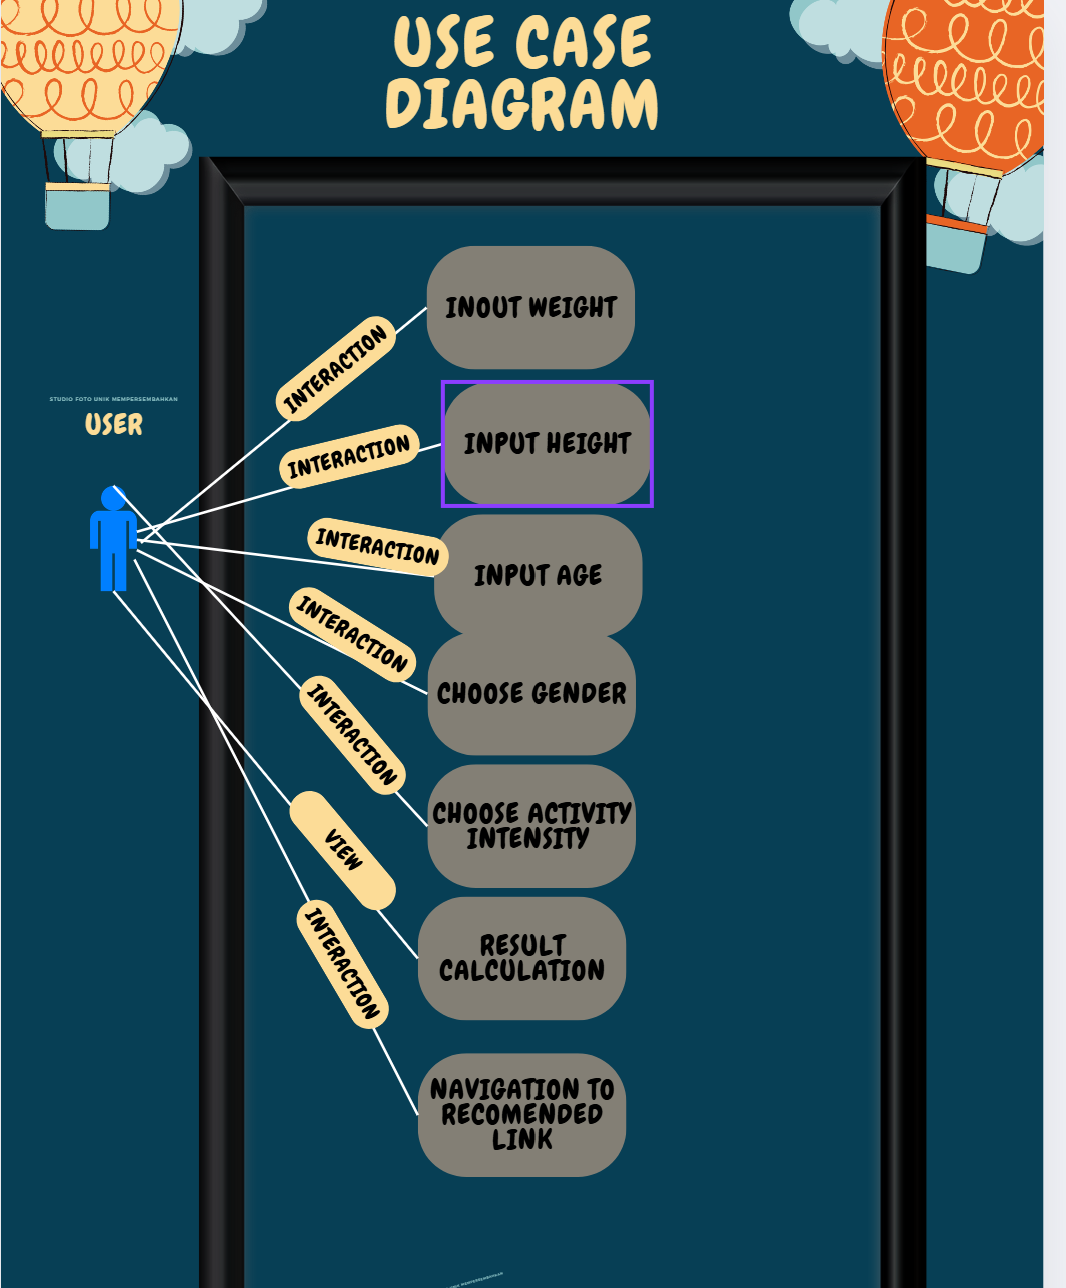 USE CASE
DIAGRAM
INOUT WEIGHT
INTERACTION
STUDIO FOTO UNIK MEMPERSEMBAHKAN
USER
INTERACTION
INPUT HEIGHT
INTERACTION
INPUT AGE
INTERACTION
CHOOSE GENDER
INTERACTION
CHOOSE ACTIVITY
INTENSITY
VIEW
RESULT
CALCULATION
INTERACTION
NAVIGATION TO
RECOMENDED
LINK
MEMPERSEMBAHKAN